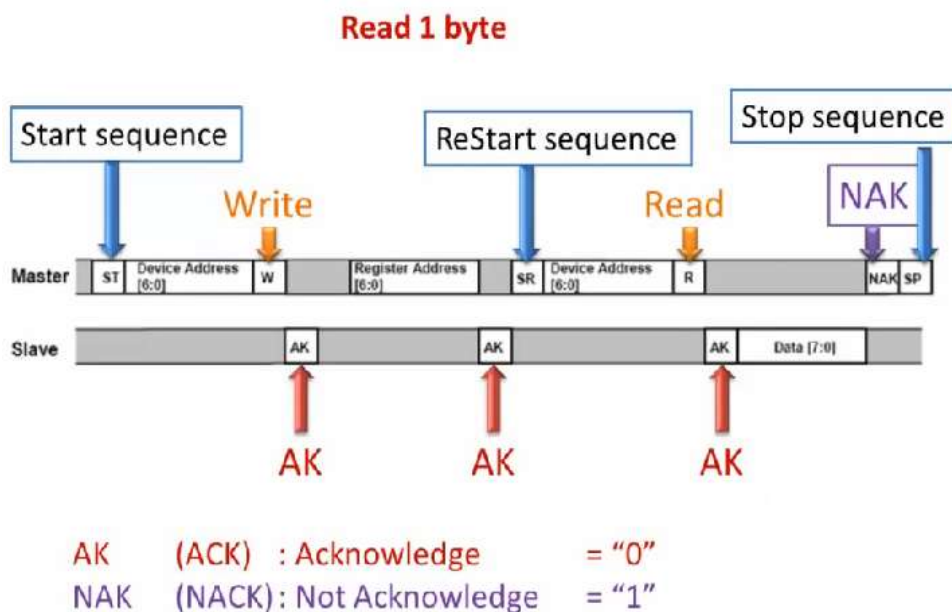 Read 1 byte
Start sequence
ReStart sequence
Stop sequence
Write
Read
NAK
Master
ST
Device Address
[6:0]
W
Register Address
[6:0]
SR
Device Address
[6:0]
R
NAK
SP
Slave
AK
AK
AK
Data [7:0]
AK
AK
AK
AK (ACK) : Acknowledge = “0”
NAK (NACK) : Not Acknowledge = “1”